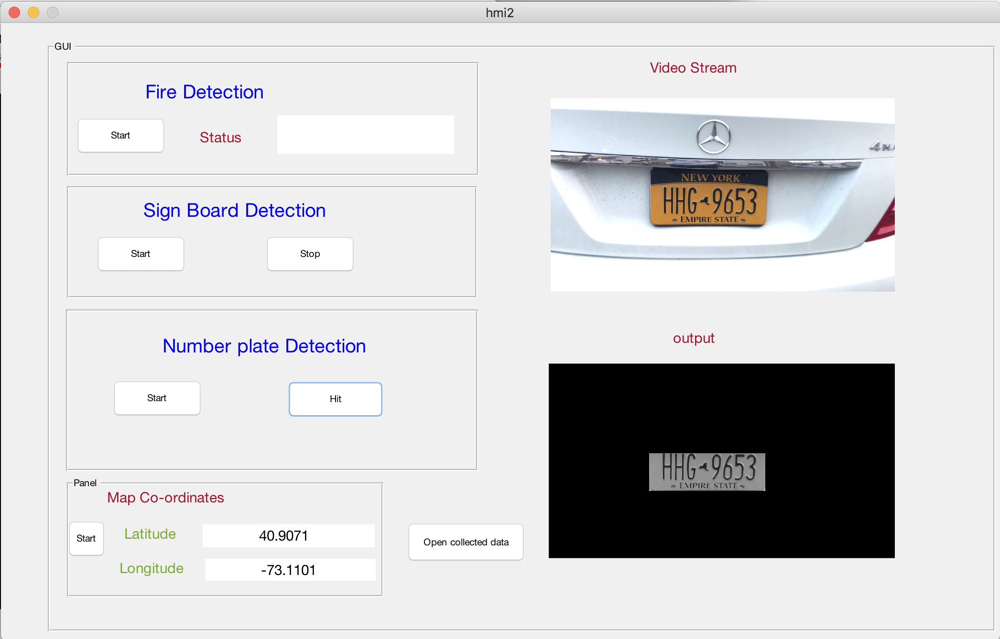 hmi2
GUI
Fire Detection
Start
Status
Sign Board Detection
Start
Stop
Number plate Detection
Start
Hit
Panel
Map Co-ordinates
Start
Latitude
40.9071
Longitude
-73.1101
Open collected data
Video Stream
NEW YORK
HHG 9653
EMPIRE STATE
output
HHG 9653
EMPIRE STATE